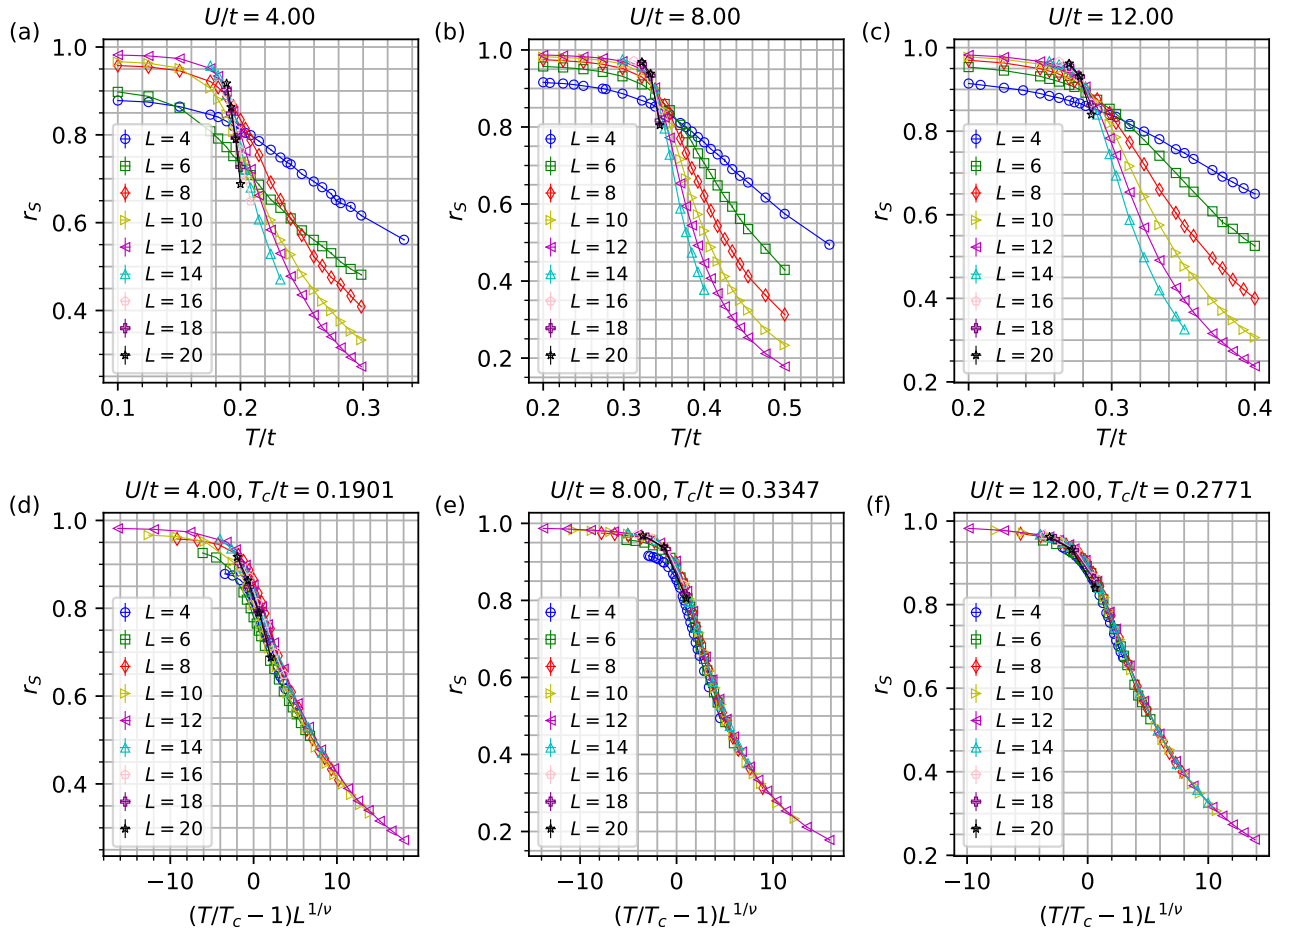 (a)
U/t = 4.00
1.0
0.8
0.6
0.4
r_S
L = 4
L = 6
L = 8
L = 10
L = 12
L = 14
L = 16
L = 18
L = 20
0.1
0.2
0.3
T/t
(b)
U/t = 8.00
1.0
0.8
0.6
0.4
0.2
r_S
L = 4
L = 6
L = 8
L = 10
L = 12
L = 14
L = 16
L = 18
L = 20
0.2
0.3
0.4
0.5
T/t
(c)
U/t = 12.00
1.0
0.8
0.6
0.4
0.2
r_S
L = 4
L = 6
L = 8
L = 10
L = 12
L = 14
L = 16
L = 18
L = 20
0.2
0.3
0.4
T/t
(d)
U/t = 4.00, T_c/t = 0.1901
1.0
0.8
0.6
0.4
r_S
L = 4
L = 6
L = 8
L = 10
L = 12
L = 14
L = 16
L = 18
L = 20
−10
0
10
(T/T_c − 1)L^{1/ν}
(e)
U/t = 8.00, T_c/t = 0.3347
1.0
0.8
0.6
0.4
0.2
r_S
L = 4
L = 6
L = 8
L = 10
L = 12
L = 14
L = 16
L = 18
L = 20
−10
0
10
(T/T_c − 1)L^{1/ν}
(f)
U/t = 12.00, T_c/t = 0.2771
1.0
0.8
0.6
0.4
0.2
r_S
L = 4
L = 6
L = 8
L = 10
L = 12
L = 14
L = 16
L = 18
L = 20
−10
−5
0
5
10
(T/T_c − 1)L^{1/ν}